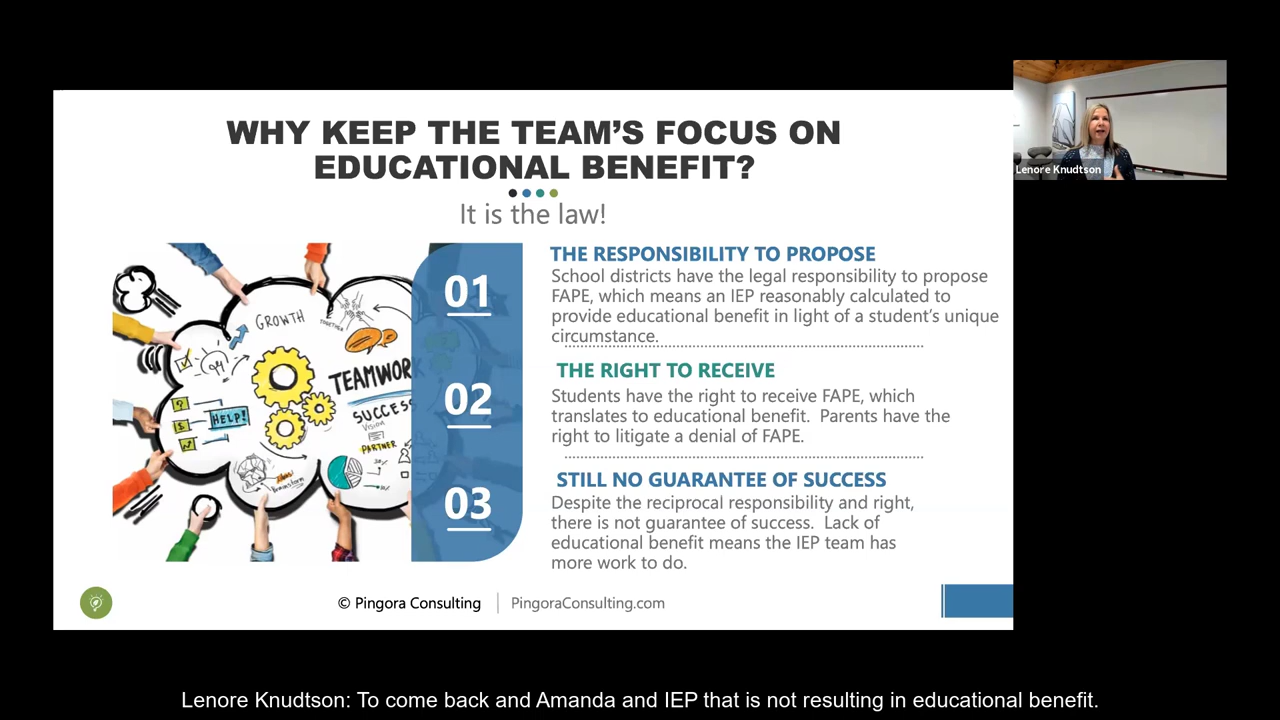 WHY KEEP THE TEAM'S FOCUS ON
EDUCATIONAL BENEFIT?
It is the law!
GROWTH
TOGETHER
TEAMWORK
SUCCESS
VISION
PARTNER
HELP!
Brainstorm
01
THE RESPONSIBILITY TO PROPOSE
School districts have the legal responsibility to propose
FAPE, which means an IEP reasonably calculated to
provide educational benefit in light of a student's unique
circumstance.
02
THE RIGHT TO RECEIVE
Students have the right to receive FAPE, which
translates to educational benefit. Parents have the
right to litigate a denial of FAPE.
03
STILL NO GUARANTEE OF SUCCESS
Despite the reciprocal responsibility and right,
there is not guarantee of success. Lack of
educational benefit means the IEP team has
more work to do.
© Pingora Consulting
PingoraConsulting.com
Lenore Knudtson
Lenore Knudtson: To come back and Amanda and IEP that is not resulting in educational benefit.